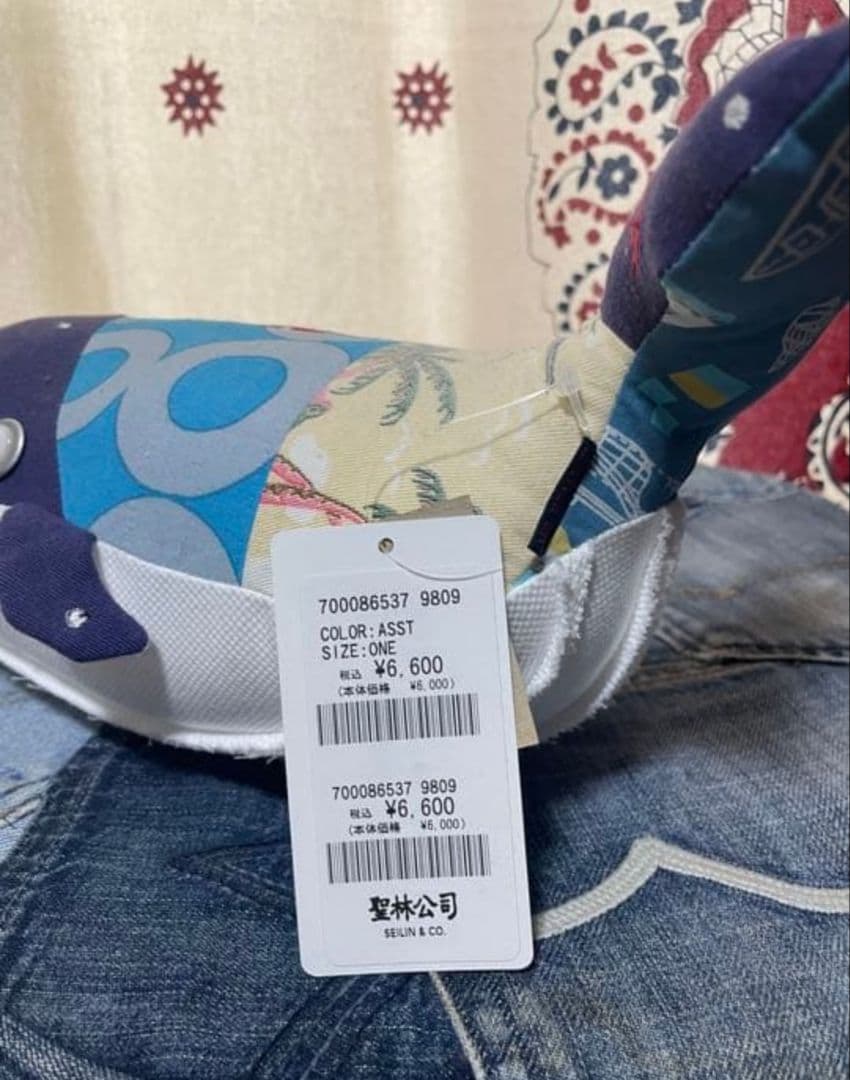 700086537 9809
COLOR:ASST
SIZE:ONE
税込 ¥6,600
(本体価格 ¥6,000)
700086537 9809
税込 ¥6,600
(本体価格 ¥6,000)
聖林公司
SEILIN & CO.